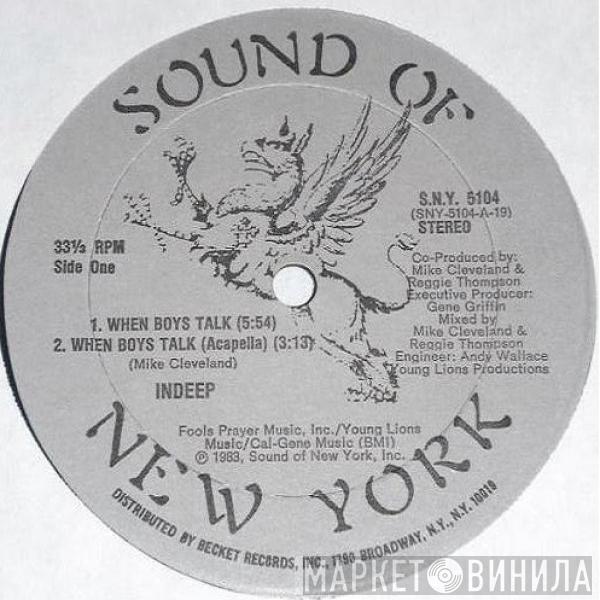 SOUND OF
NEW YORK
S.N.Y. 5104
(SNY-5104-A-19)
STEREO
33⅓ RPM
Side One
Co-Produced by:
Mike Cleveland &
Reggie Thompson
Executive Producer:
Gene Griffin
Mixed by
Mike Cleveland &
Reggie Thompson
Engineer: Andy Wallace
Young Lions Productions
1. WHEN BOYS TALK (5:54)
2. WHEN BOYS TALK (Acapella) (3:13)
(Mike Cleveland)
INDEEP
Fools Prayer Music, Inc./Young Lions
Music/Cal-Gene Music (BMI)
℗ 1983, Sound of New York, Inc.
DISTRIBUTED BY BECKET RECORDS, INC., 1790 BROADWAY, N.Y., N.Y. 10019
МАРКЕТ ВИНИЛА